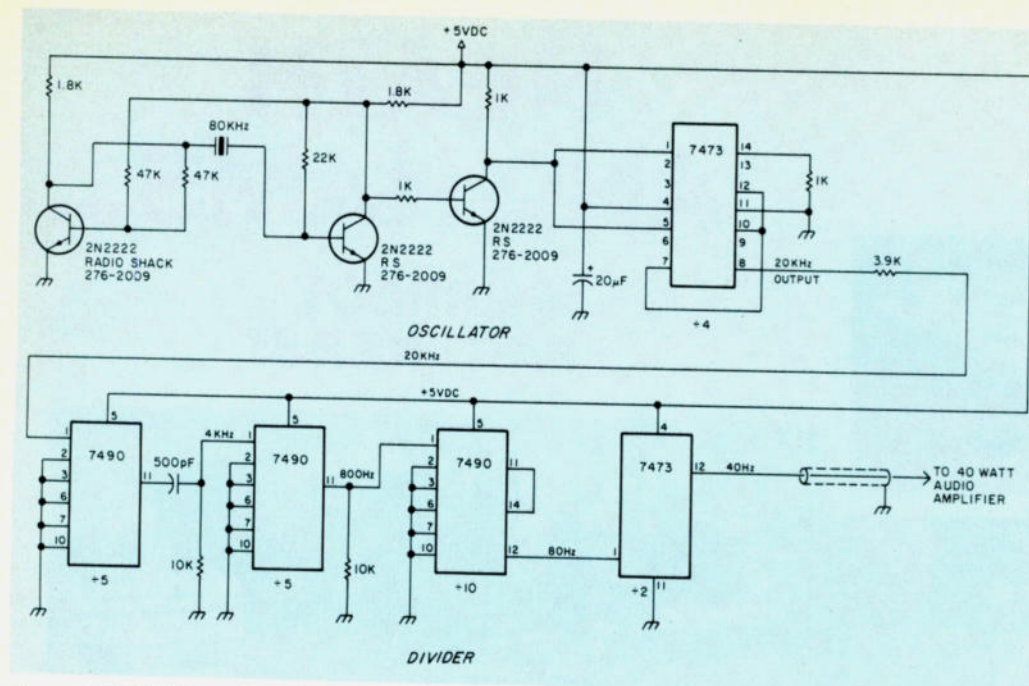 +5VDC
1.8K
80KHz
47K
47K
22K
1.8K
1K
1K
2N2222
RADIO SHACK
276-2009
2N2222
RS
276-2009
2N2222
RS
276-2009
20µF
+
7473
1
2
3
4
5
6
7
14
13
12
11
10
9
8
1K
÷4
20KHz
OUTPUT
3.9K
OSCILLATOR
20KHz
+5VDC
5
1
2
3
6
7
10
7490
11
÷5
500pF
4KHz
10K
5
1
2
3
6
7
10
7490
11
÷5
800Hz
10K
5
1
2
3
6
7
10
7490
11
14
12
÷10
80Hz
4
7473
12
1
÷2
11
40Hz
TO 40 WATT
AUDIO
AMPLIFIER
DIVIDER